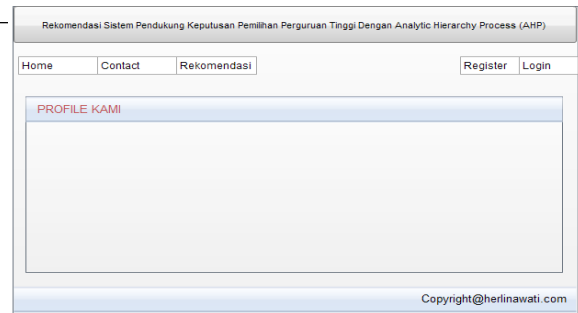 Rekomendasi Sistem Pendukung Keputusan Pemilihan Perguruan Tinggi Dengan Analytic Hierarchy Process (AHP)
Home Contact Rekomendasi Register Login
PROFILE KAMI
Copyright@herlinawati.com